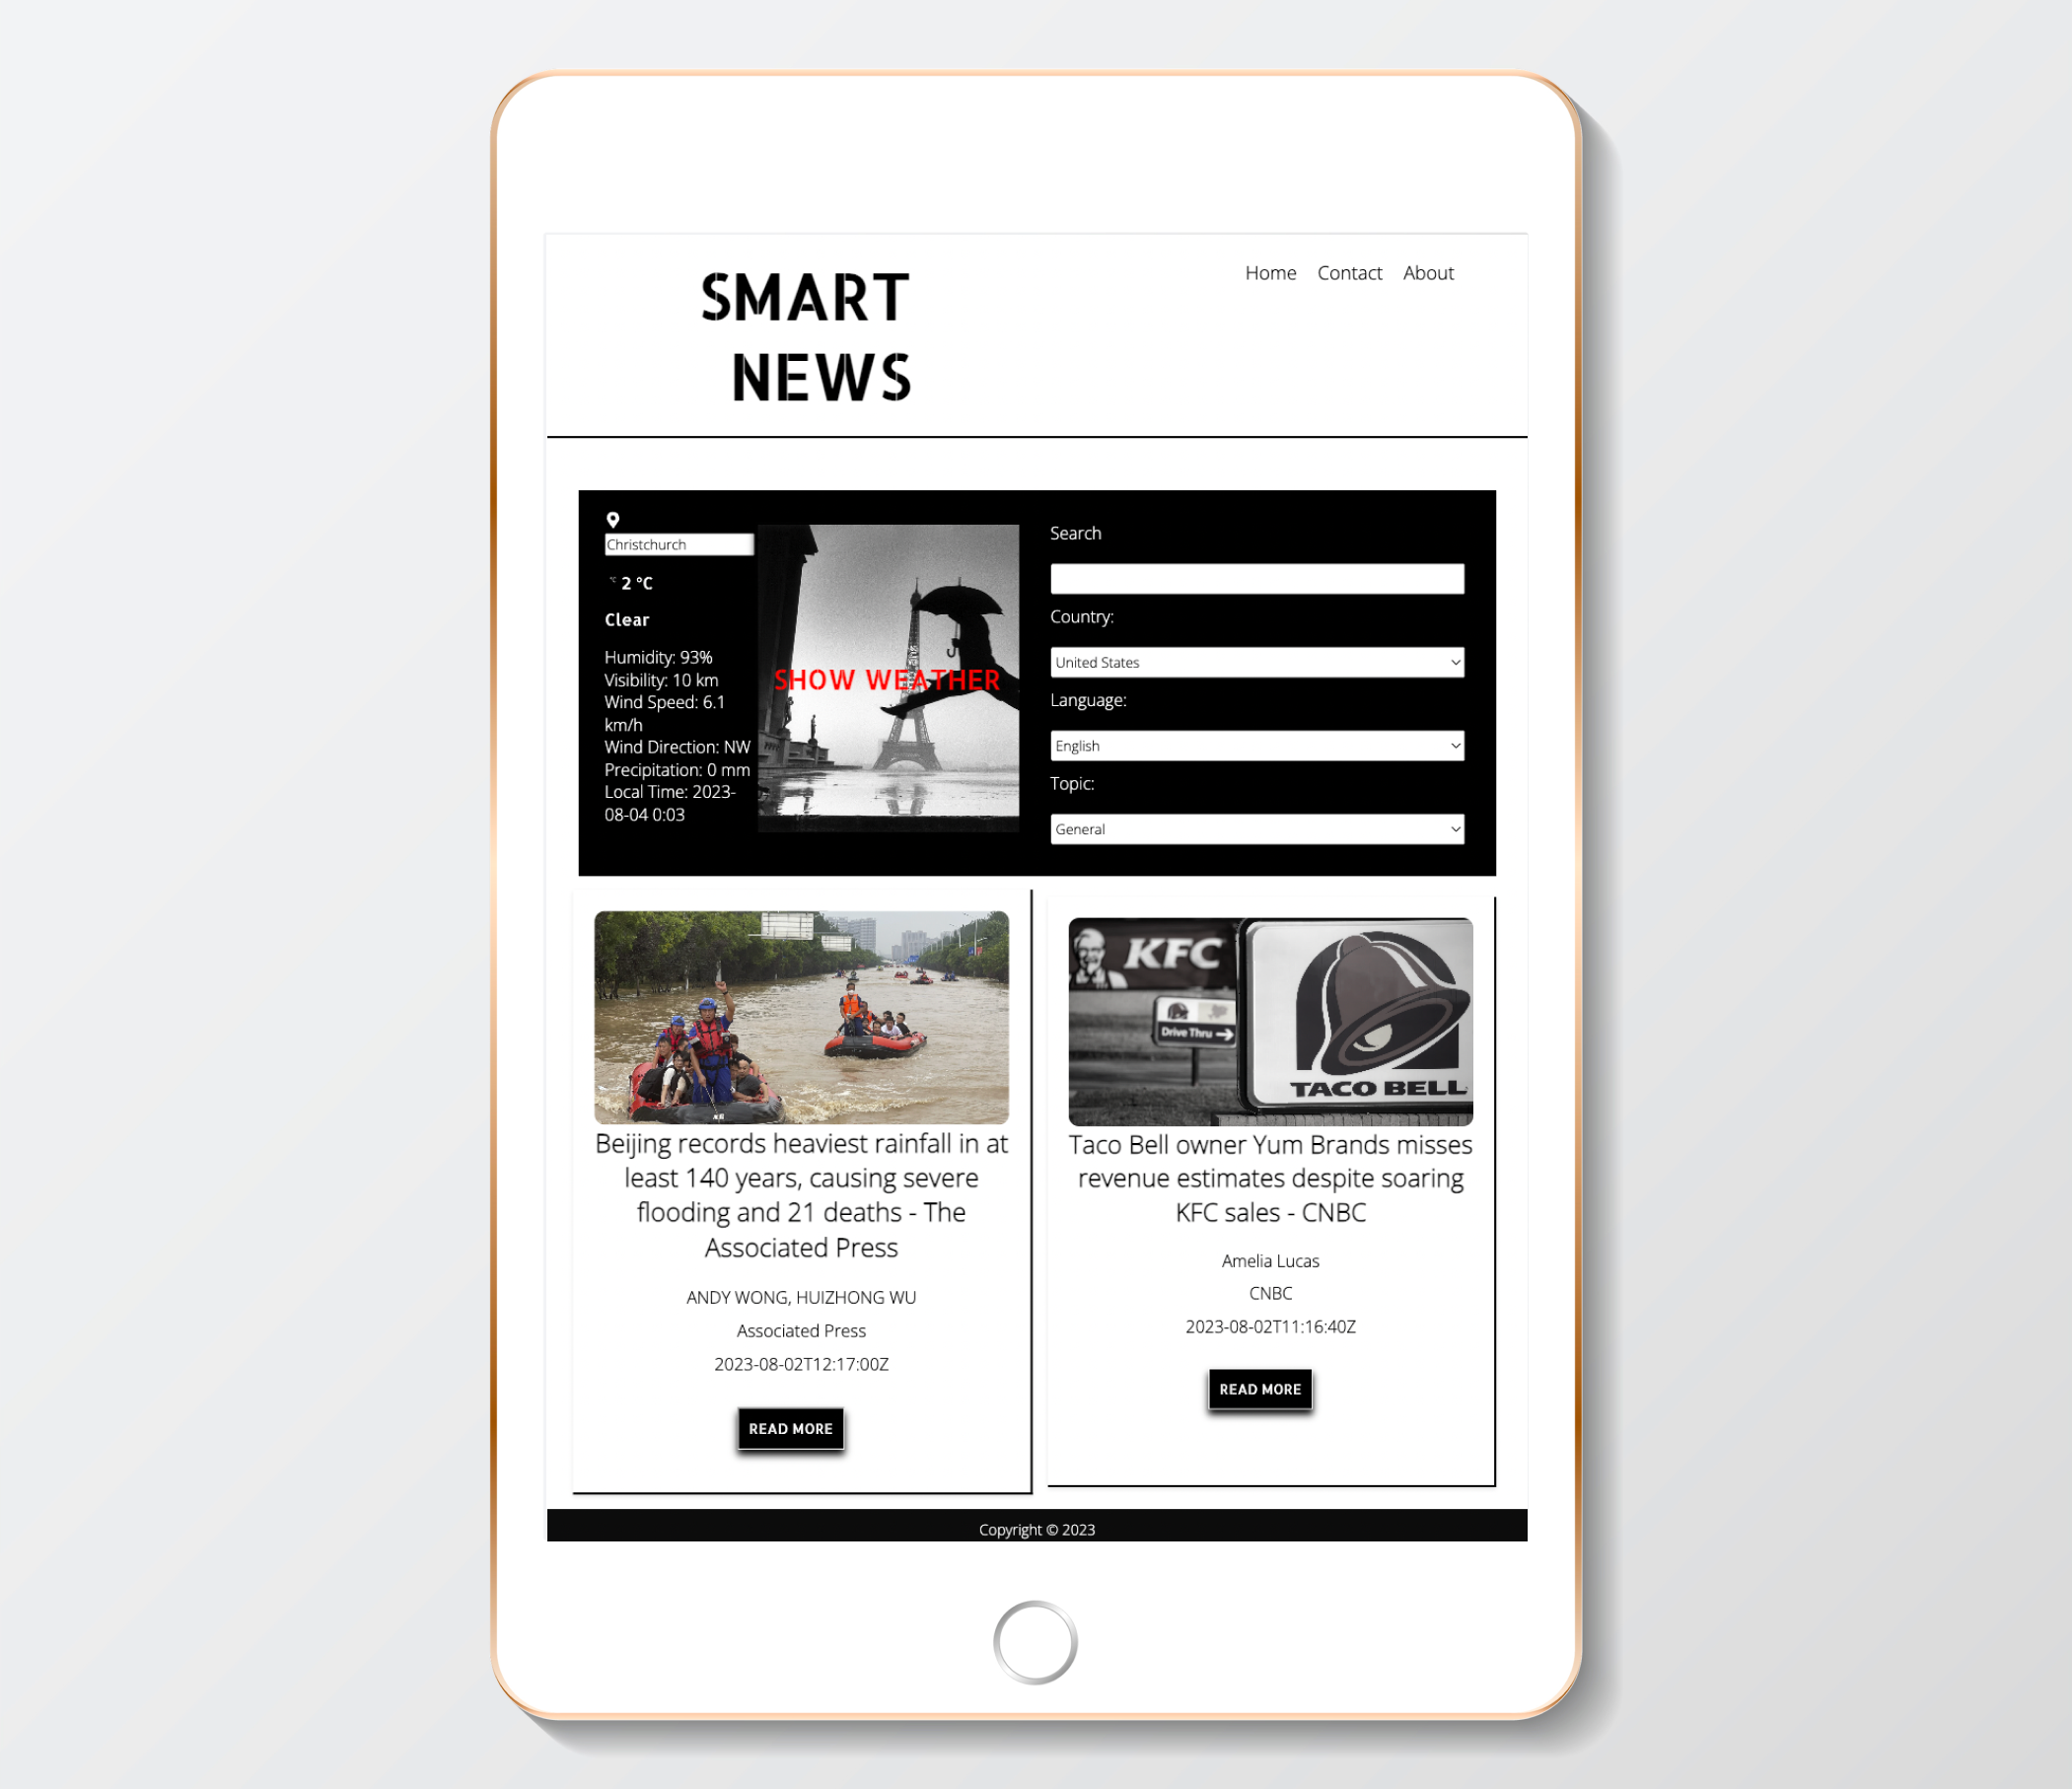 SMART
NEWS
Home Contact About
Christchurch
°C 2 °C
Clear
Humidity: 93%
Visibility: 10 km
Wind Speed: 6.1
km/h
Wind Direction: NW
Precipitation: 0 mm
Local Time: 2023-
08-04 0:03
SHOW WEATHER
Search
Country:
United States
Language:
English
Topic:
General
Beijing records heaviest rainfall in at
least 140 years, causing severe
flooding and 21 deaths - The
Associated Press
ANDY WONG, HUIZHONG WU
Associated Press
2023-08-02T12:17:00Z
READ MORE
KFC
Drive Thru
TACO BELL
Taco Bell owner Yum Brands misses
revenue estimates despite soaring
KFC sales - CNBC
Amelia Lucas
CNBC
2023-08-02T11:16:40Z
READ MORE
Copyright © 2023